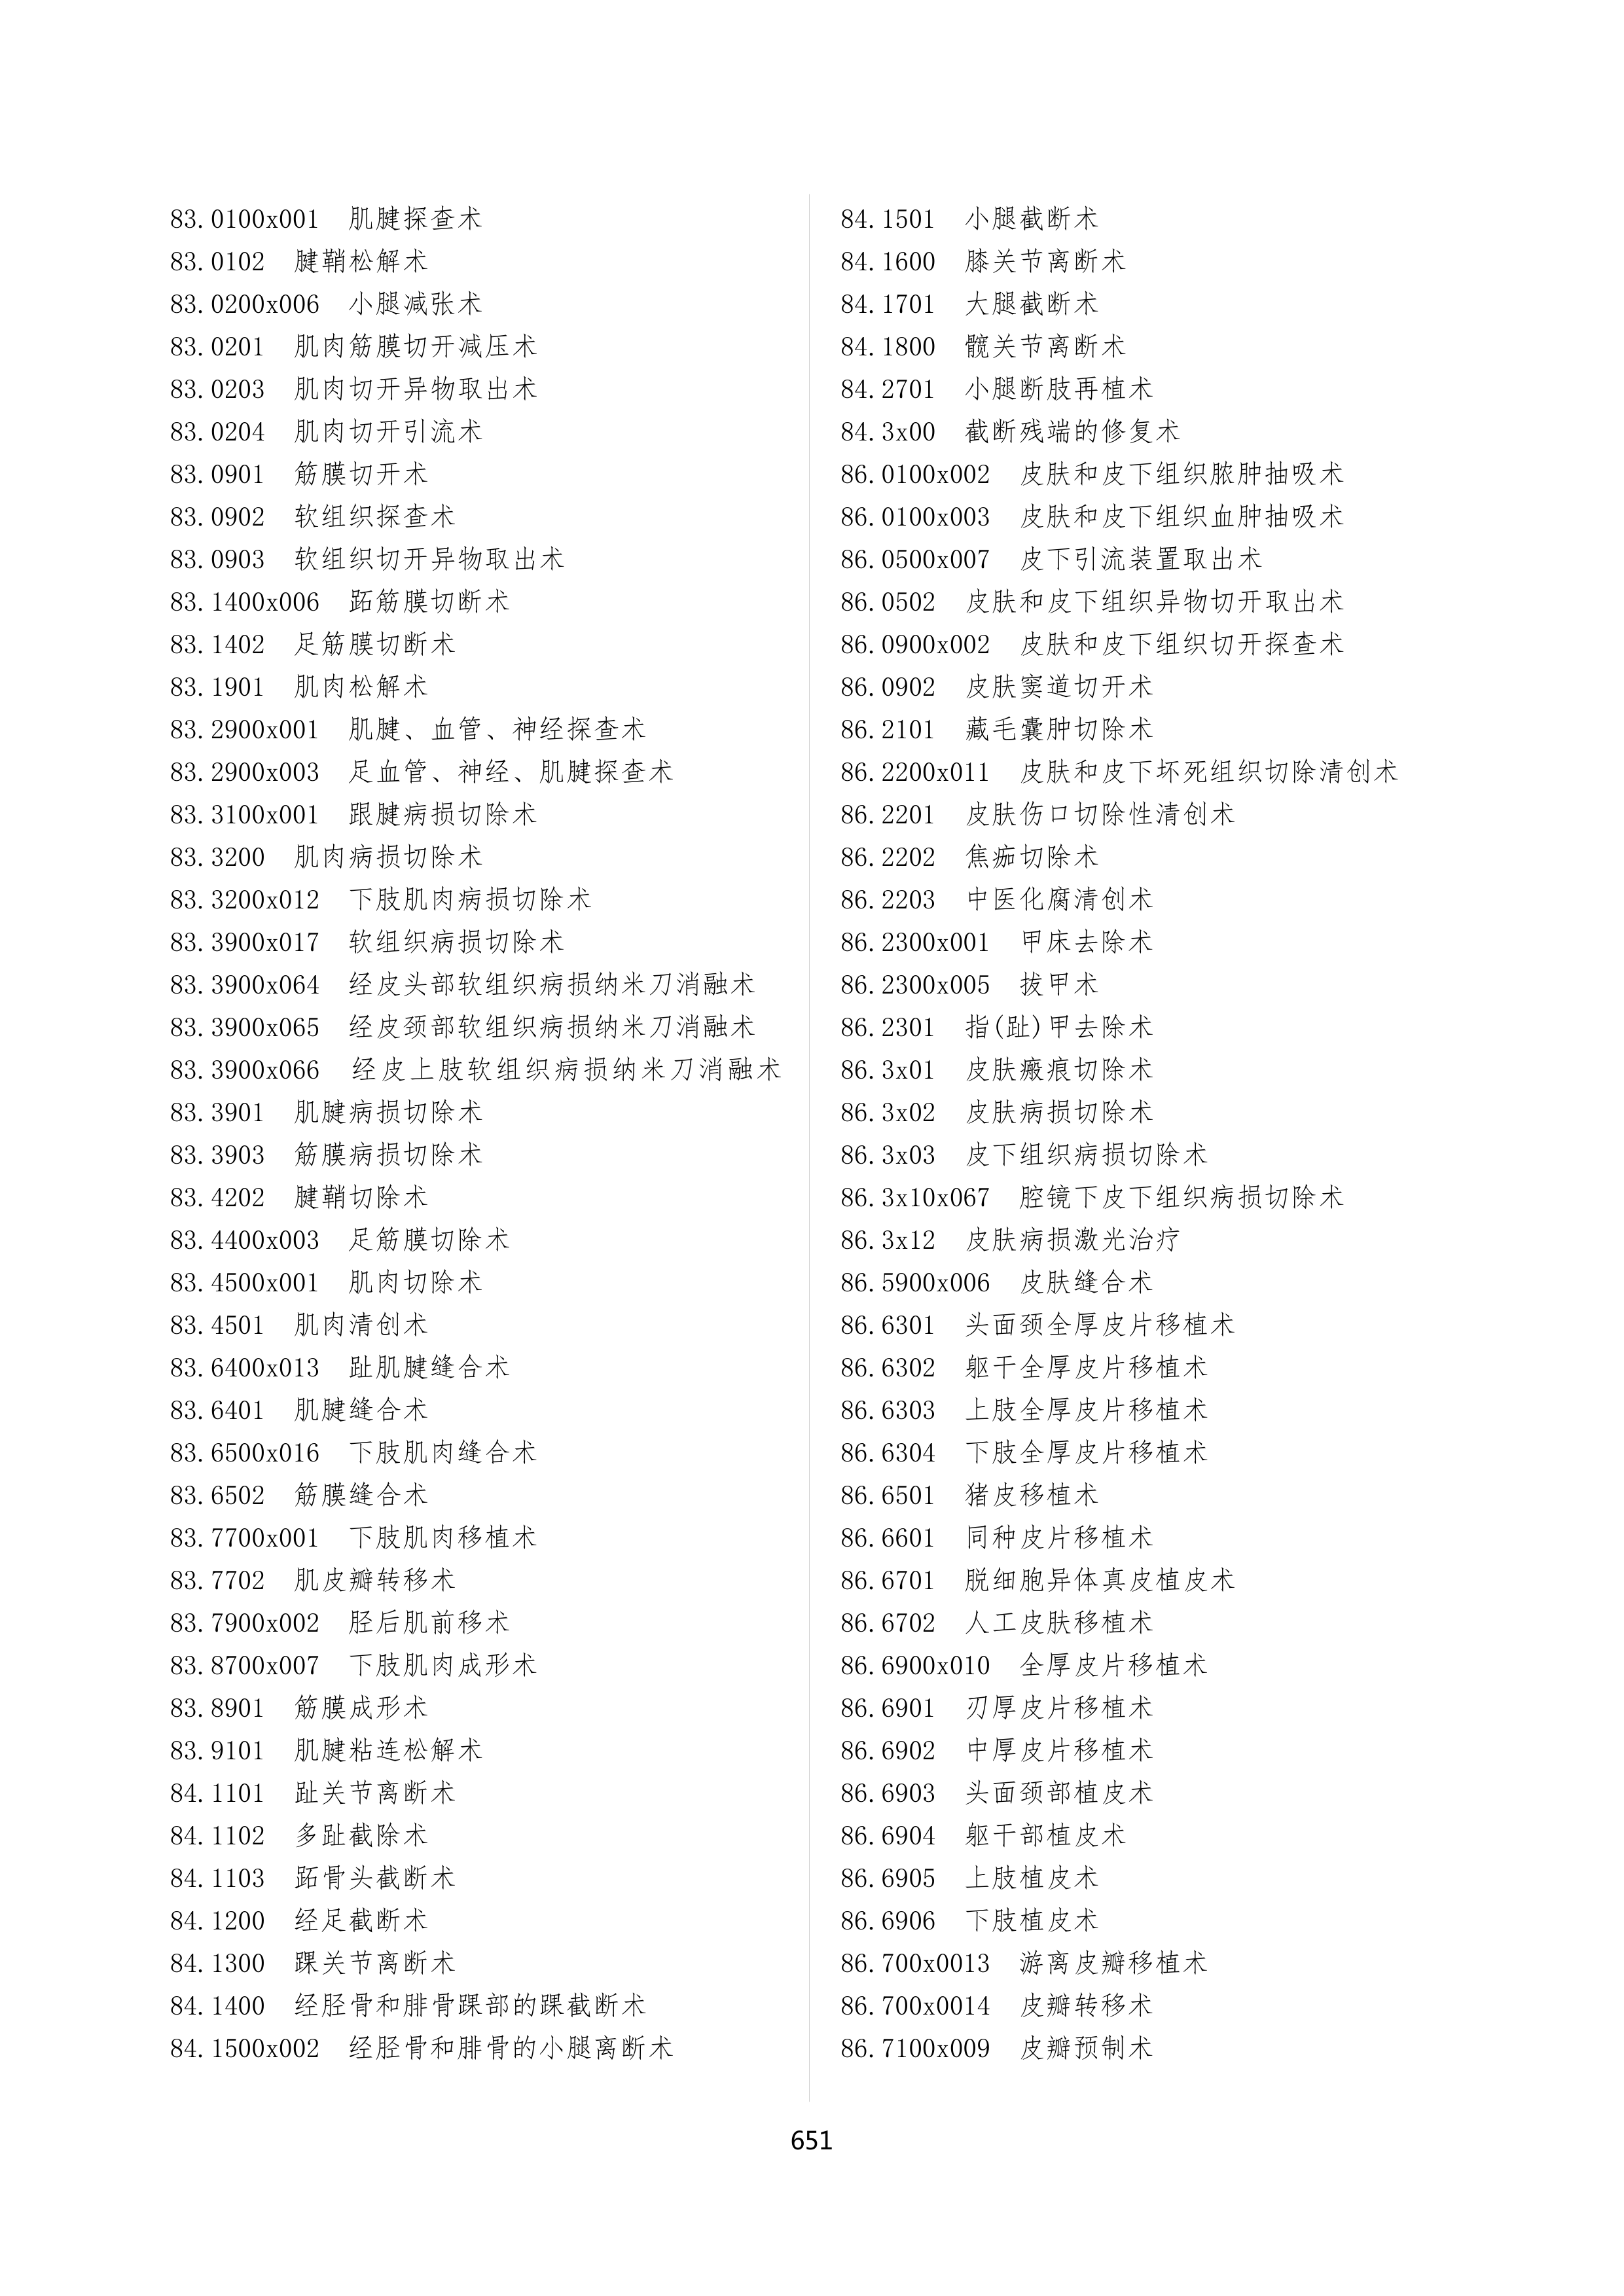 83.0100x001 肌腱探查术
83.0102 腱鞘松解术
83.0200x006 小腿减张术
83.0201 肌肉筋膜切开减压术
83.0203 肌肉切开异物取出术
83.0204 肌肉切开引流术
83.0901 筋膜切开术
83.0902 软组织探查术
83.0903 软组织切开异物取出术
83.1400x006 跖筋膜切断术
83.1402 足筋膜切断术
83.1901 肌肉松解术
83.2900x001 肌腱、血管、神经探查术
83.2900x003 足血管、神经、肌腱探查术
83.3100x001 跟腱病损切除术
83.3200 肌肉病损切除术
83.3200x012 下肢肌肉病损切除术
83.3900x017 软组织病损切除术
83.3900x064 经皮头部软组织病损纳米刀消融术
83.3900x065 经皮颈部软组织病损纳米刀消融术
83.3900x066 经皮上肢软组织病损纳米刀消融术
83.3901 肌腱病损切除术
83.3903 筋膜病损切除术
83.4202 腱鞘切除术
83.4400x003 足筋膜切除术
83.4500x001 肌肉切除术
83.4501 肌肉清创术
83.6400x013 趾肌腱缝合术
83.6401 肌腱缝合术
83.6500x016 下肢肌肉缝合术
83.6502 筋膜缝合术
83.7700x001 下肢肌肉移植术
83.7702 肌皮瓣转移术
83.7900x002 胫后肌前移术
83.8700x007 下肢肌肉成形术
83.8901 筋膜成形术
83.9101 肌腱粘连松解术
84.1101 趾关节离断术
84.1102 多趾截除术
84.1103 跖骨头截断术
84.1200 经足截断术
84.1300 踝关节离断术
84.1400 经胫骨和腓骨踝部的踝截断术
84.1500x002 经胫骨和腓骨的小腿离断术
84.1501 小腿截断术
84.1600 膝关节离断术
84.1701 大腿截断术
84.1800 髋关节离断术
84.2701 小腿断肢再植术
84.3x00 截断残端的修复术
86.0100x002 皮肤和皮下组织脓肿抽吸术
86.0100x003 皮肤和皮下组织血肿抽吸术
86.0500x007 皮下引流装置取出术
86.0502 皮肤和皮下组织异物切开取出术
86.0900x002 皮肤和皮下组织切开探查术
86.0902 皮肤窦道切开术
86.2101 藏毛囊肿切除术
86.2200x011 皮肤和皮下坏死组织切除清创术
86.2201 皮肤伤口切除性清创术
86.2202 焦痂切除术
86.2203 中医化腐清创术
86.2300x001 甲床去除术
86.2300x005 拔甲术
86.2301 指(趾)甲去除术
86.3x01 皮肤瘢痕切除术
86.3x02 皮肤病损切除术
86.3x03 皮下组织病损切除术
86.3x10x067 腔镜下皮下组织病损切除术
86.3x12 皮肤病损激光治疗
86.5900x006 皮肤缝合术
86.6301 头面颈全厚皮片移植术
86.6302 躯干全厚皮片移植术
86.6303 上肢全厚皮片移植术
86.6304 下肢全厚皮片移植术
86.6501 猪皮移植术
86.6601 同种皮片移植术
86.6701 脱细胞异体真皮植皮术
86.6702 人工皮肤移植术
86.6900x010 全厚皮片移植术
86.6901 刃厚皮片移植术
86.6902 中厚皮片移植术
86.6903 头面颈部植皮术
86.6904 躯干部植皮术
86.6905 上肢植皮术
86.6906 下肢植皮术
86.700x0013 游离皮瓣移植术
86.700x0014 皮瓣转移术
86.7100x009 皮瓣预制术
651